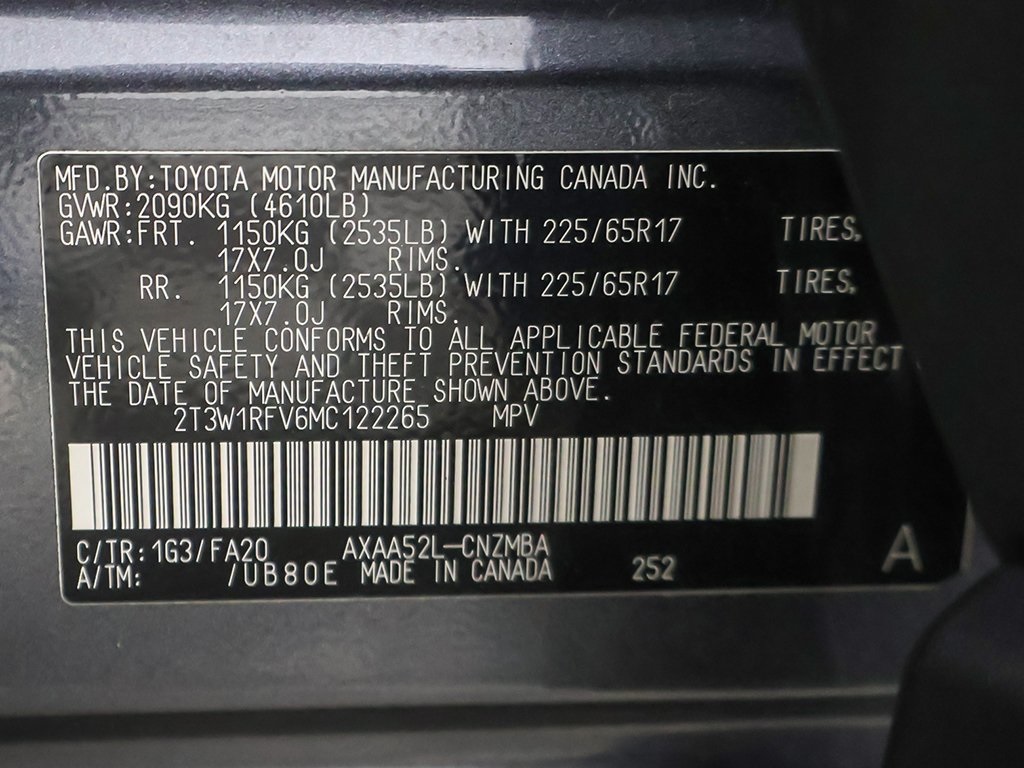 MFD.BY:TOYOTA MOTOR MANUFACTURING CANADA INC.
GVWR:2090KG (4610LB)
GAWR:FRT. 1150KG (2535LB) WITH 225/65R17 TIRES,
17X7.0J RIMS.
RR. 1150KG (2535LB) WITH 225/65R17 TIRES,
17X7.0J RIMS.
THIS VEHICLE CONFORMS TO ALL APPLICABLE FEDERAL MOTOR
VEHICLE SAFETY AND THEFT PREVENTION STANDARDS IN EFFECT
THE DATE OF MANUFACTURE SHOWN ABOVE.
2T3W1RFV6MC122265 MPV
C/TR:1G3/FA20 AXAA52L-CNZMBA
A/TM: /UB80E MADE IN CANADA 252
A